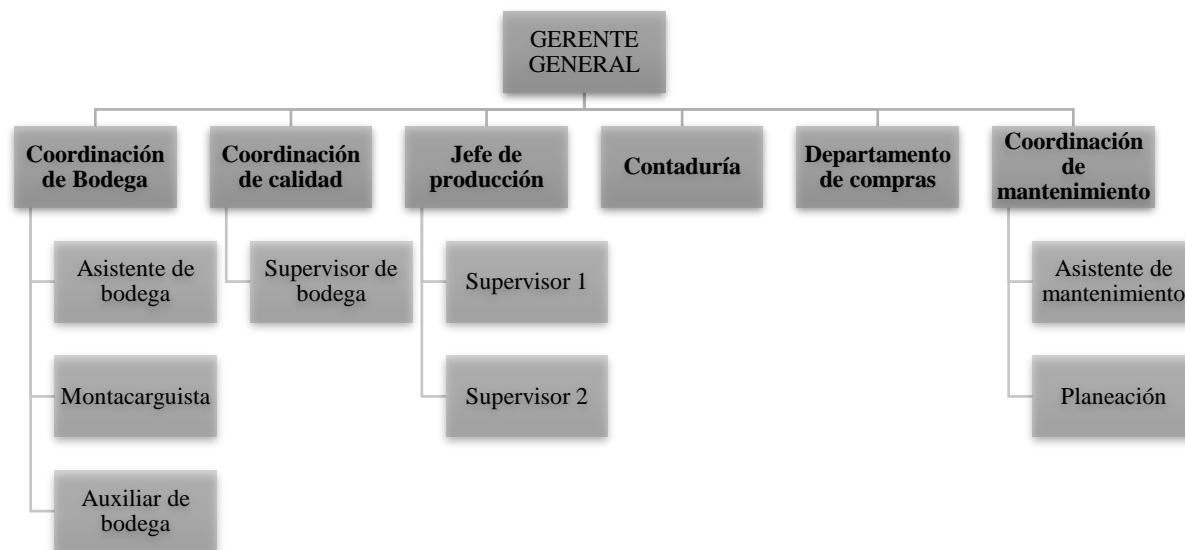 GERENTE
GENERAL
Coordinación
de Bodega
Coordinación
de calidad
Jefe de
producción
Contaduría
Departamento
de compras
Coordinación
de
mantenimiento
Asistente de
bodega
Supervisor de
bodega
Supervisor 1
Asistente de
mantenimiento
Montacarguista
Supervisor 2
Planeación
Auxiliar de
bodega